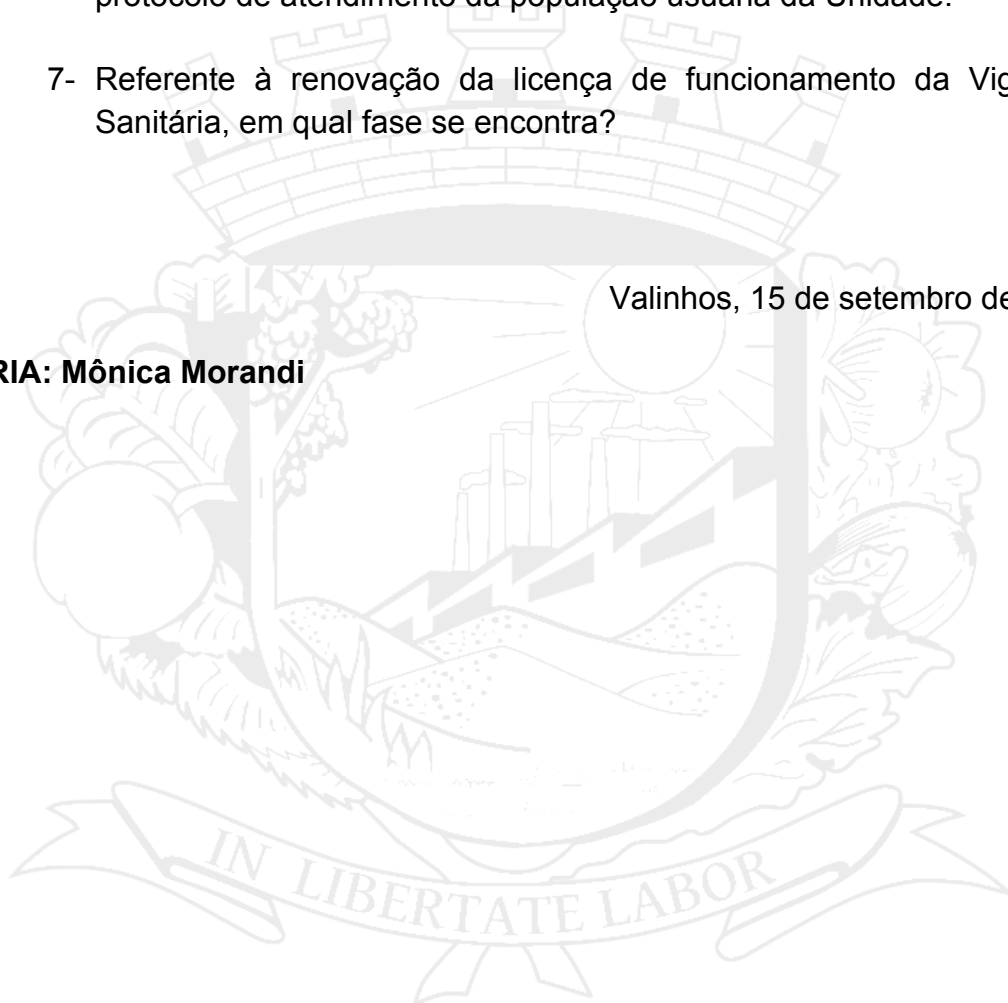 protocolo de atendimento da população usuária da Unidade.
7- Referente à renovação da licença de funcionamento da Vig
Sanitária, em qual fase se encontra?
Valinhos, 15 de setembro de
RIA: Mônica Morandi
IN LIBERTATE LABOR